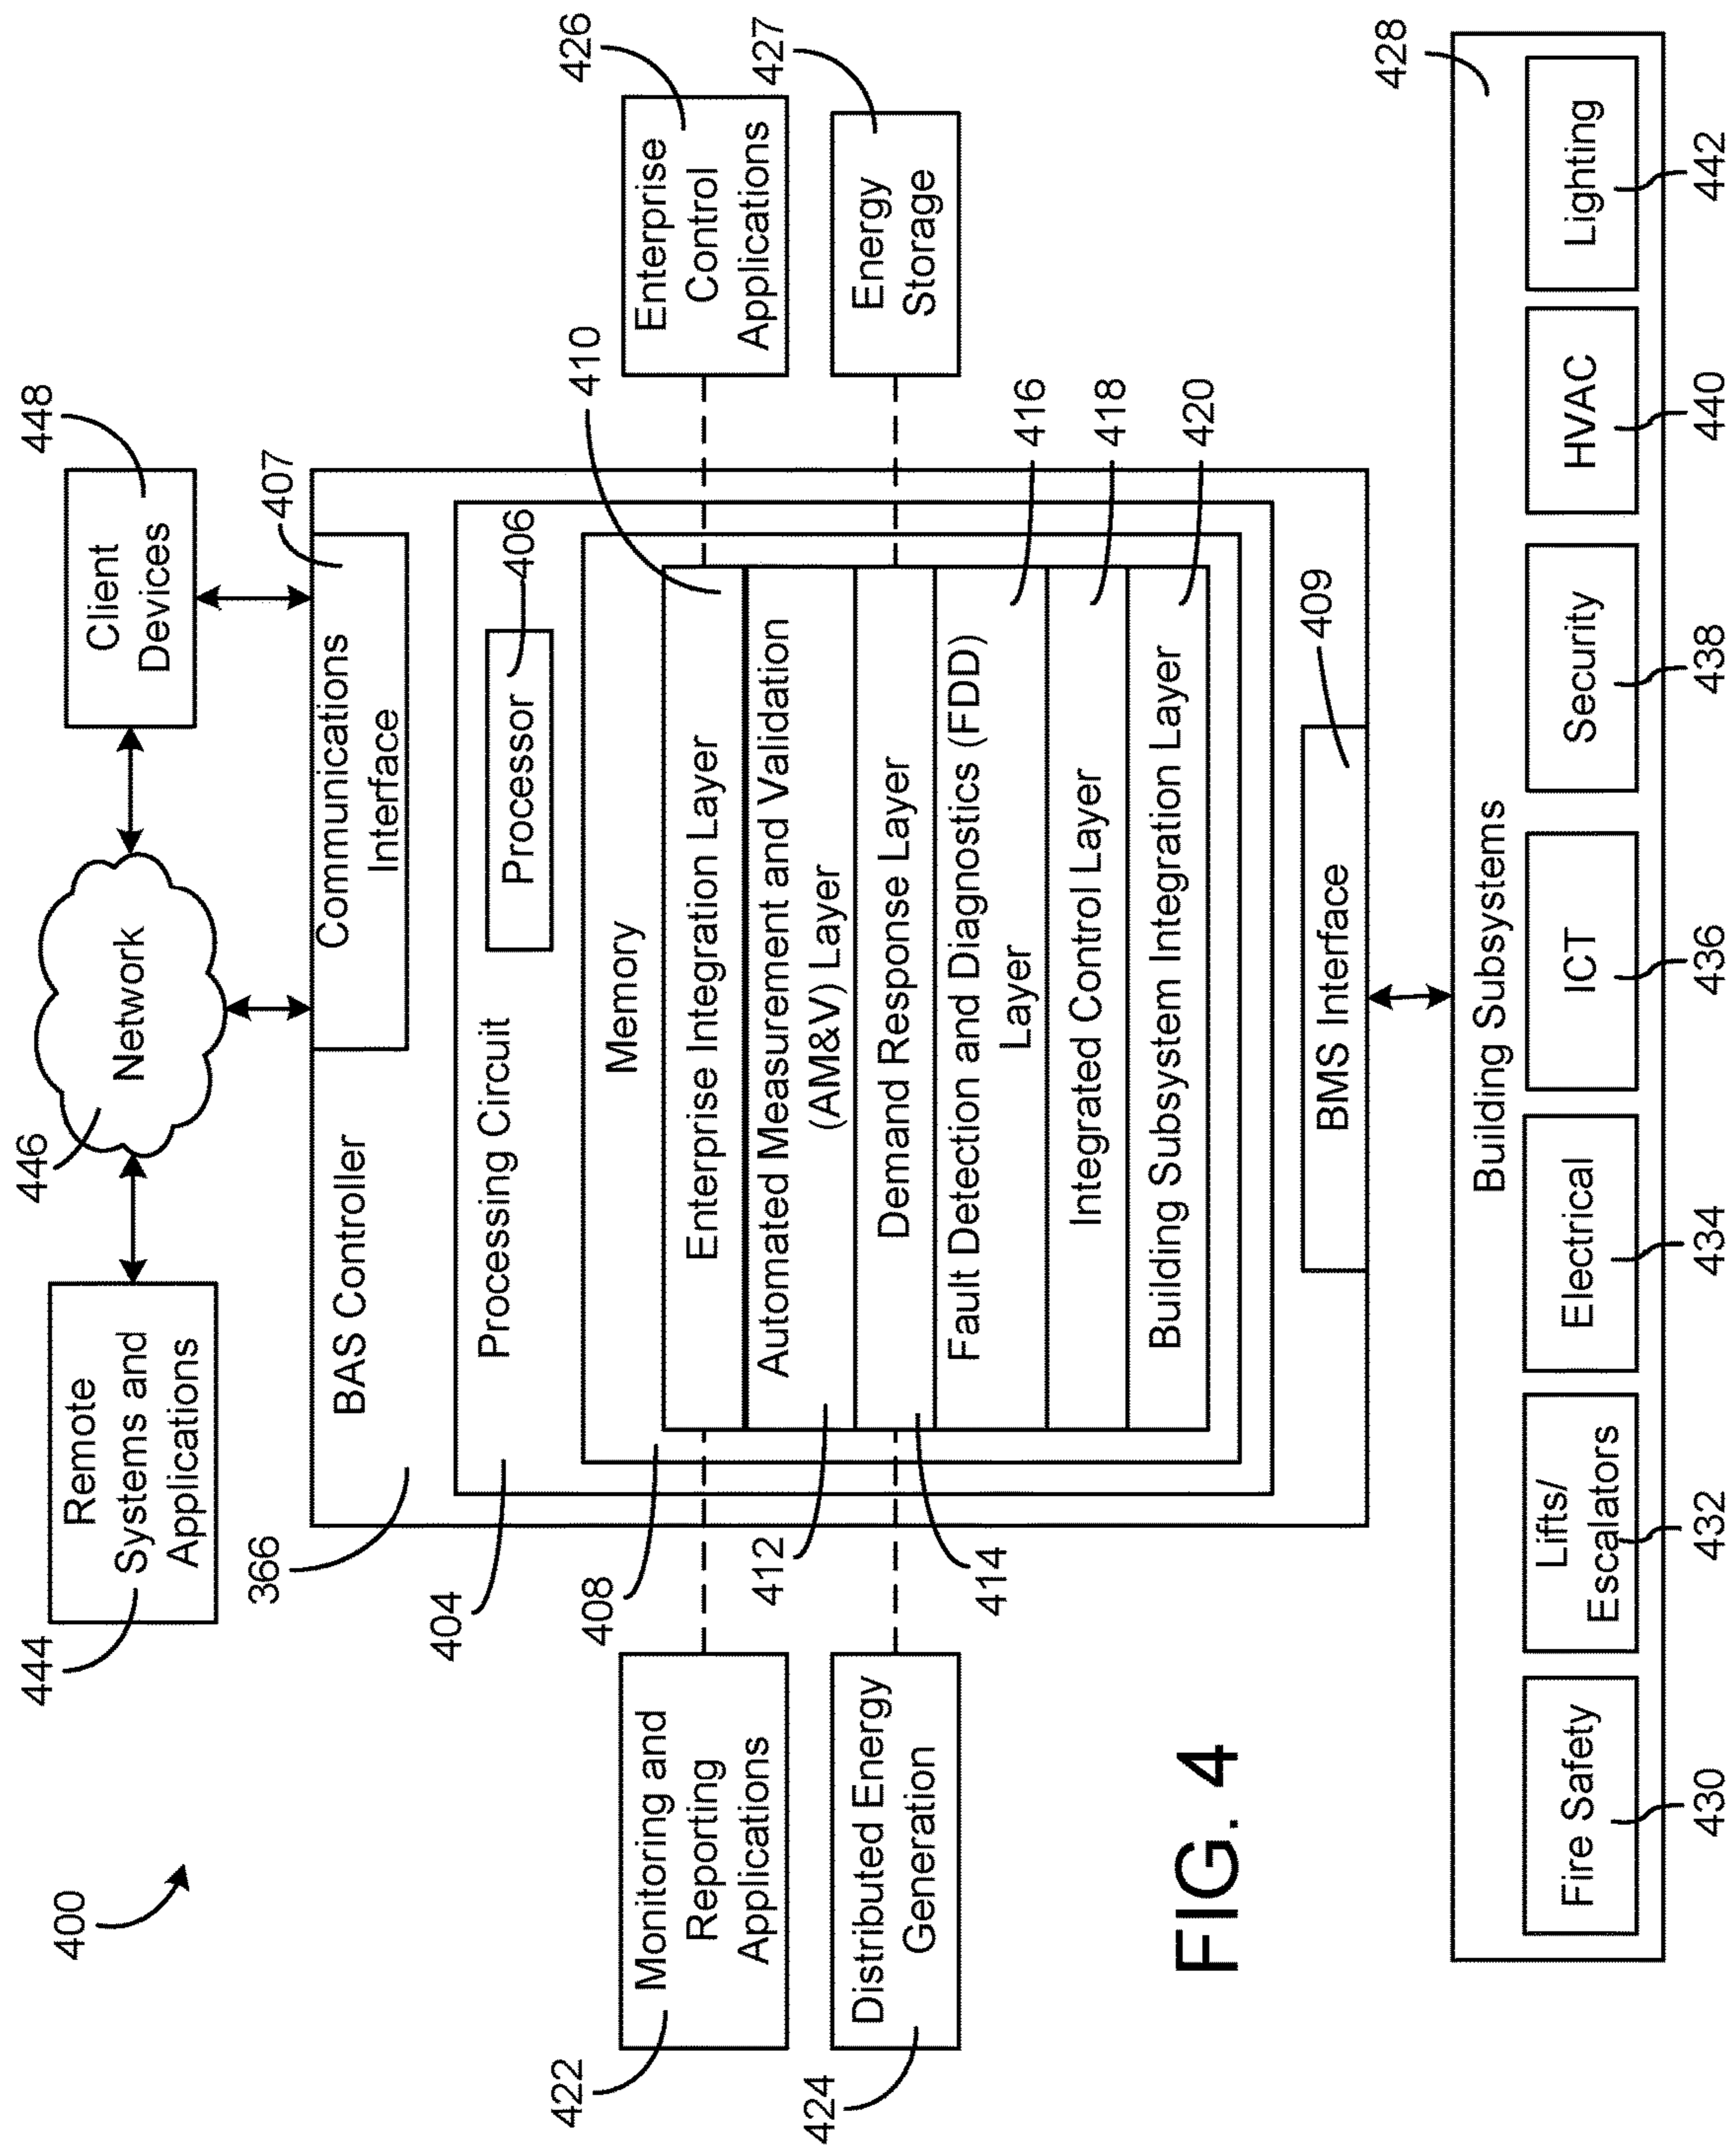 400
444
Remote
Systems and
Applications
446
Network
448
Client
Devices
366
BAS Controller
407
Communications
Interface
404
Processing Circuit
Processor
406
408
Memory
410
Enterprise Integration Layer
412
Automated Measurement and Validation
(AM&V) Layer
414
Demand Response Layer
Fault Detection and Diagnostics (FDD)
Layer
416
Integrated Control Layer
418
Building Subsystem Integration Layer
420
422
Monitoring and
Reporting
Applications
424
Distributed Energy
Generation
426
Enterprise
Control
Applications
427
Energy
Storage
BMS Interface
409
428
Building Subsystems
Fire Safety
Lifts/
Escalators
Electrical
ICT
Security
HVAC
Lighting
430
432
434
436
438
440
442
FIG. 4